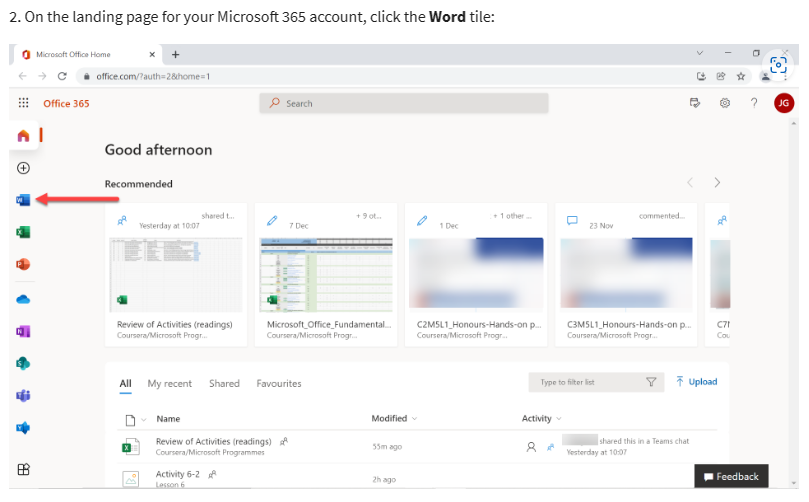 2. On the landing page for your Microsoft 365 account, click the Word tile:
Microsoft Office Home
office.com/?auth=2&home=1
Office 365
Search
JG
Good afternoon
Recommended
shared t...
Yesterday at 10:07
+ 9 ot...
7 Dec
+ 1 other ...
1 Dec
commented...
23 Nov
Review of Activities (readings)
Coursera/Microsoft Progr...
Microsoft_Office_Fundamental...
Coursera/Microsoft Progr...
C2M5L1_Honours-Hands-on p...
Coursera/Microsoft Progr...
C3M5L1_Honours-Hands-on p...
Coursera/Microsoft Progr...
Cou
All My recent Shared Favourites
Type to filter list
Upload
Name Modified Activity
Review of Activities (readings)
Coursera/Microsoft Programmes
55m ago
shared this in a Teams chat
Yesterday at 10:07
Activity 6-2
Lesson 6
2h ago
Feedback